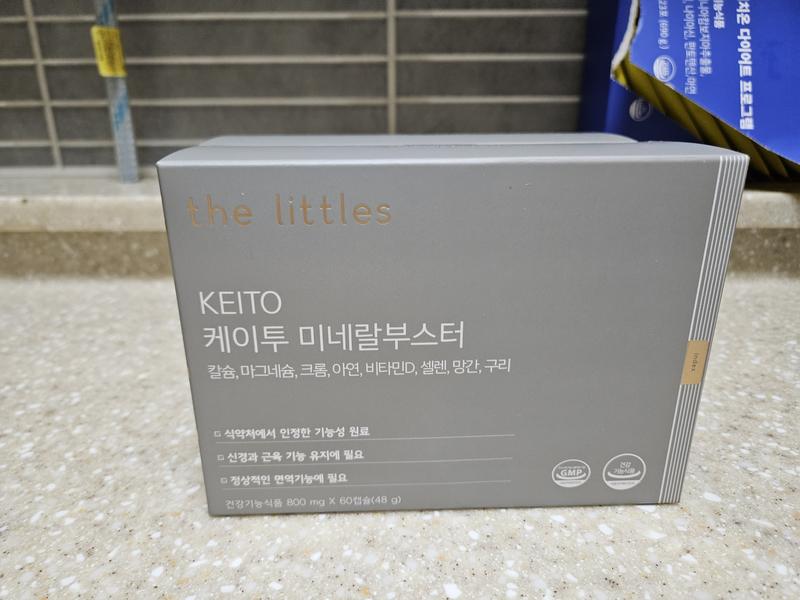 the littles
KEITO
케이투 미네랄부스터
칼슘, 마그네슘, 크롬, 아연, 비타민D, 셀렌, 망간, 구리
식약처에서 인정한 기능성 원료
신경과 근육 기능 유지에 필요
정상적인 면역기능에 필요
건강기능식품 800 mg X 60캡슐(48 g)
GMP
건강
기능식품
index
다이어트 프로그램
23포 (690 g)